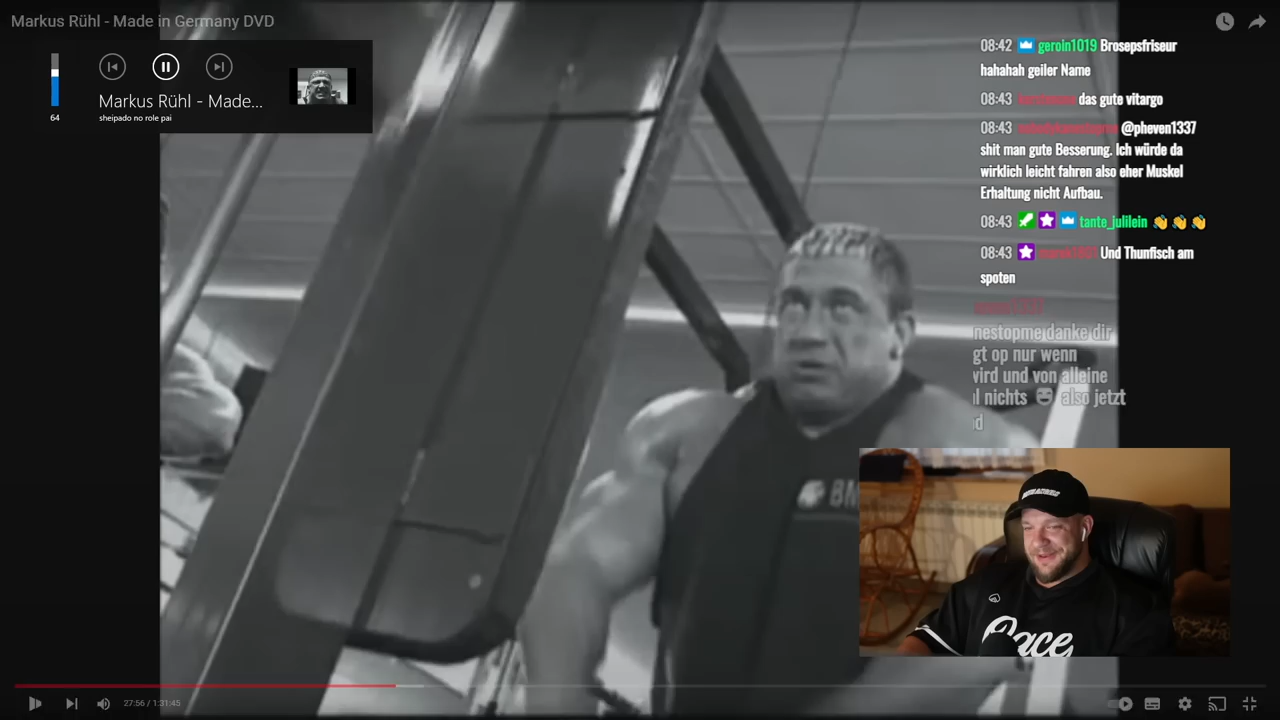 Markus Rühl - Made in Germany DVD
Markus Rühl - Made...
sheipado no role pai
64
08:42 geroin1019 Brosepsfriseur
hahahah geiler Name
08:43 das gute vitargo
08:43 @pheven1337
shit man gute Besserung. Ich würde da
wirklich leicht fahren also eher Muskel
Erhaltung nicht Aufbau.
08:43 tante_julilein 👏 👏 👏
08:43 Und Thunfisch am
spoten
nestopme danke dir
gt op nur wenn
wird und von alleine
l nichts also jetzt
BM
27:56 / 1:31:45